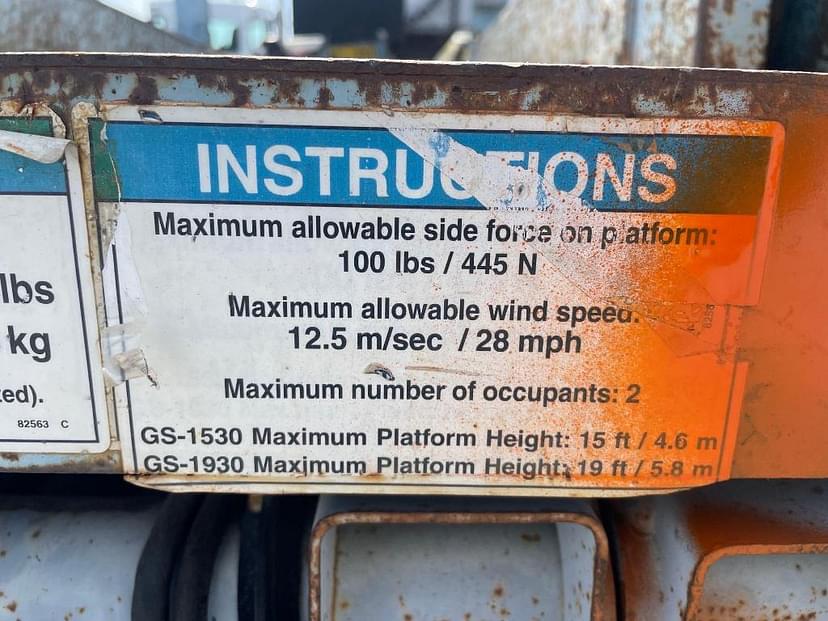 INSTRUCTIONS
Maximum allowable side force on platform:
100 lbs / 445 N
Maximum allowable wind speed:
12.5 m/sec / 28 mph
Maximum number of occupants: 2
GS-1530 Maximum Platform Height: 15 ft / 4.6 m
GS-1930 Maximum Platform Height: 19 ft / 5.8 m
lbs
kg
ed).
82563 C